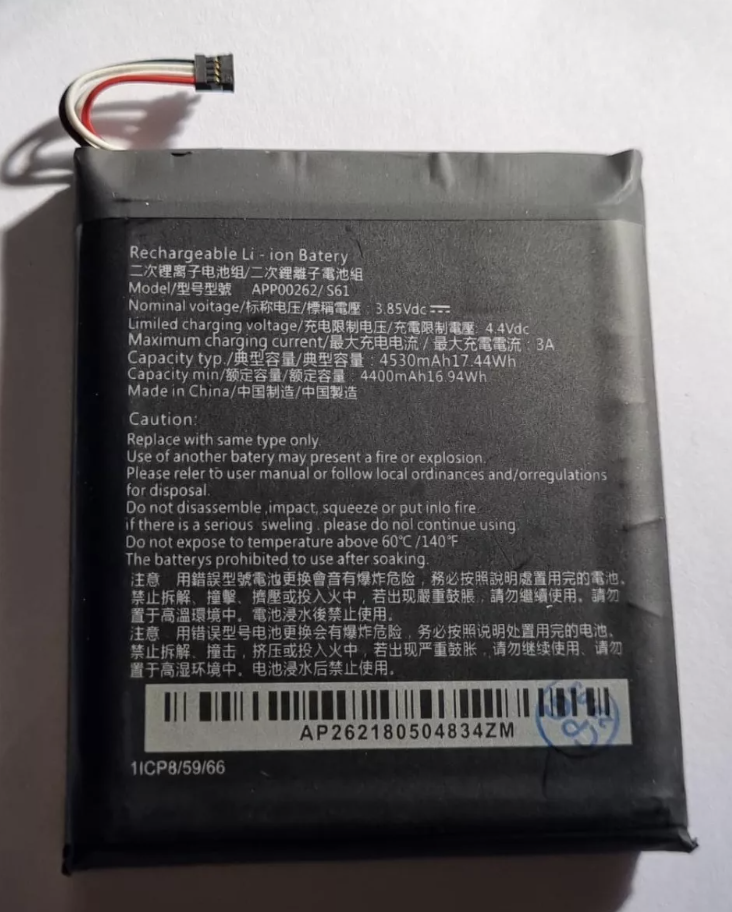 Rechargeable Li - ion Batery
二次锂离子电池组/二次鋰離子電池組
Model/型号型號 APP00262/ S61
Nominal voitage/标称电压/標稱電壓 : 3.85Vdc
Limiled charging voltage/充电限制电压/充電限制電壓: 4.4Vdc
Maximum charging current/最大充电电流 / 最大充電電流 : 3A
Capacity typ./典型容量/典型容量 : 4530mAh17.44Wh
Capacity min/额定容量/额定容量 : 4400mAh16.94Wh
Made in China/中国制造/中国製造
Caution:
Replace with same type only.
Use of another batery may present a fire or explosion.
Please reler to user manual or follow local ordinances and/orregulations
for disposal.
Do not disassemble ,impact, squeeze or put inlo fire
if there is a serious sweling . please do nol continue using.
Do not expose to temperature above 60℃ /140°F
The batterys prohibited to use after soaking.
注意 用錯誤型號電池更换會音有爆炸危险，務必按照說明處置用完的電池。
禁止拆解、撞擊、擠壓或投入火中，若出现嚴重鼓脹，請勿繼續使用。請勿
置于高溫環境中。電池浸水後禁止使用。
注意 用错误型号电池更换会有爆炸危险，务必按照说明处置用完的电池、
禁止拆解、撞击，挤压或投入火中，若出现严重鼓胀，请勿继续使用、请勿
置于高湿环境中。电池浸水后禁止使用。
AP262180504834ZM
1ICP8/59/66